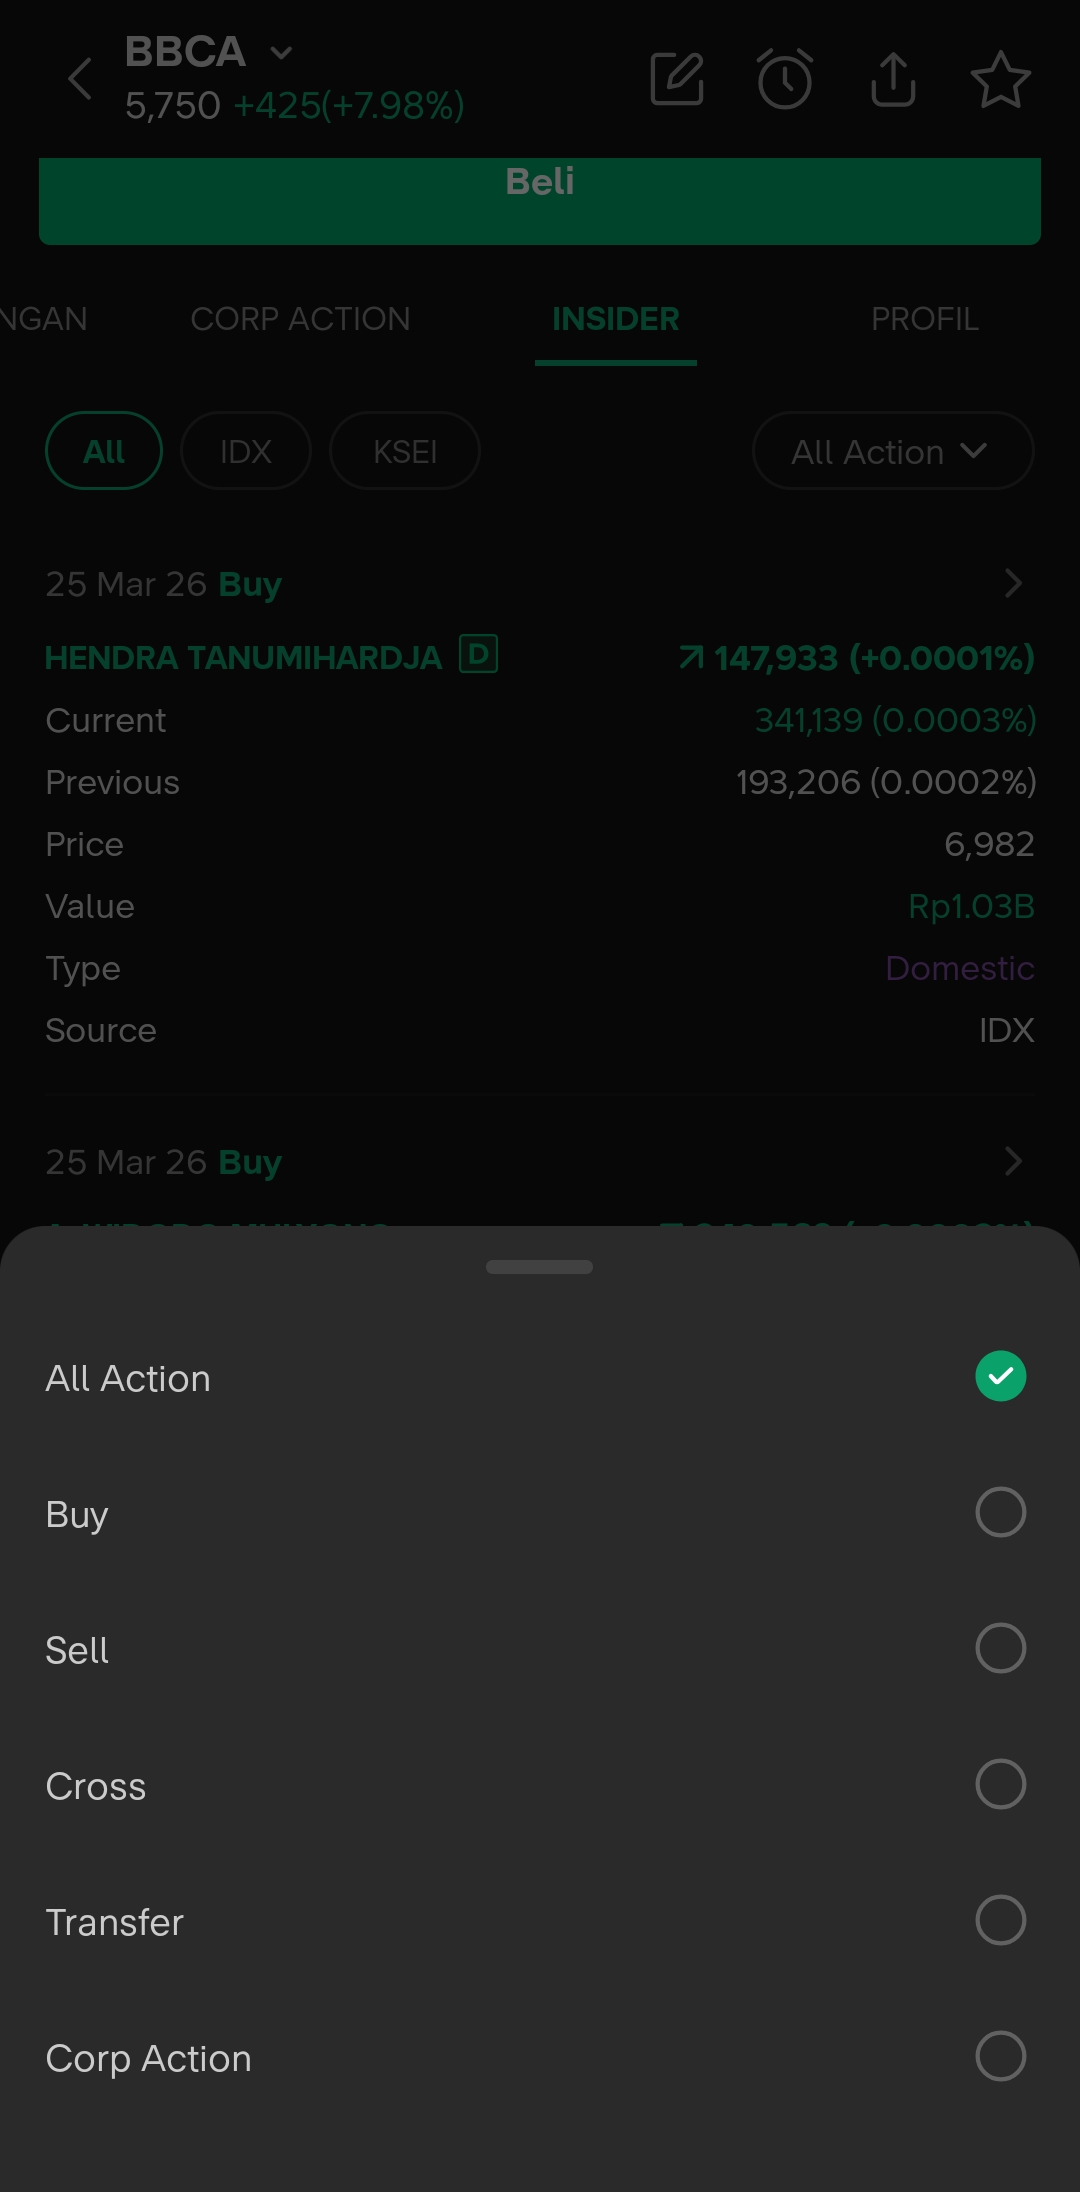 BBCA
5,750 +425(+7.98%)
Beli
NGAN CORP ACTION INSIDER PROFIL
All IDX KSEI All Action
25 Mar 26 Buy
HENDRA TANUMIHARDJA D 147,933 (+0.0001%)
Current 341,139 (0.0003%)
Previous 193,206 (0.0002%)
Price 6,982
Value Rp1.03B
Type Domestic
Source IDX
25 Mar 26 Buy
All Action
Buy
Sell
Cross
Transfer
Corp Action